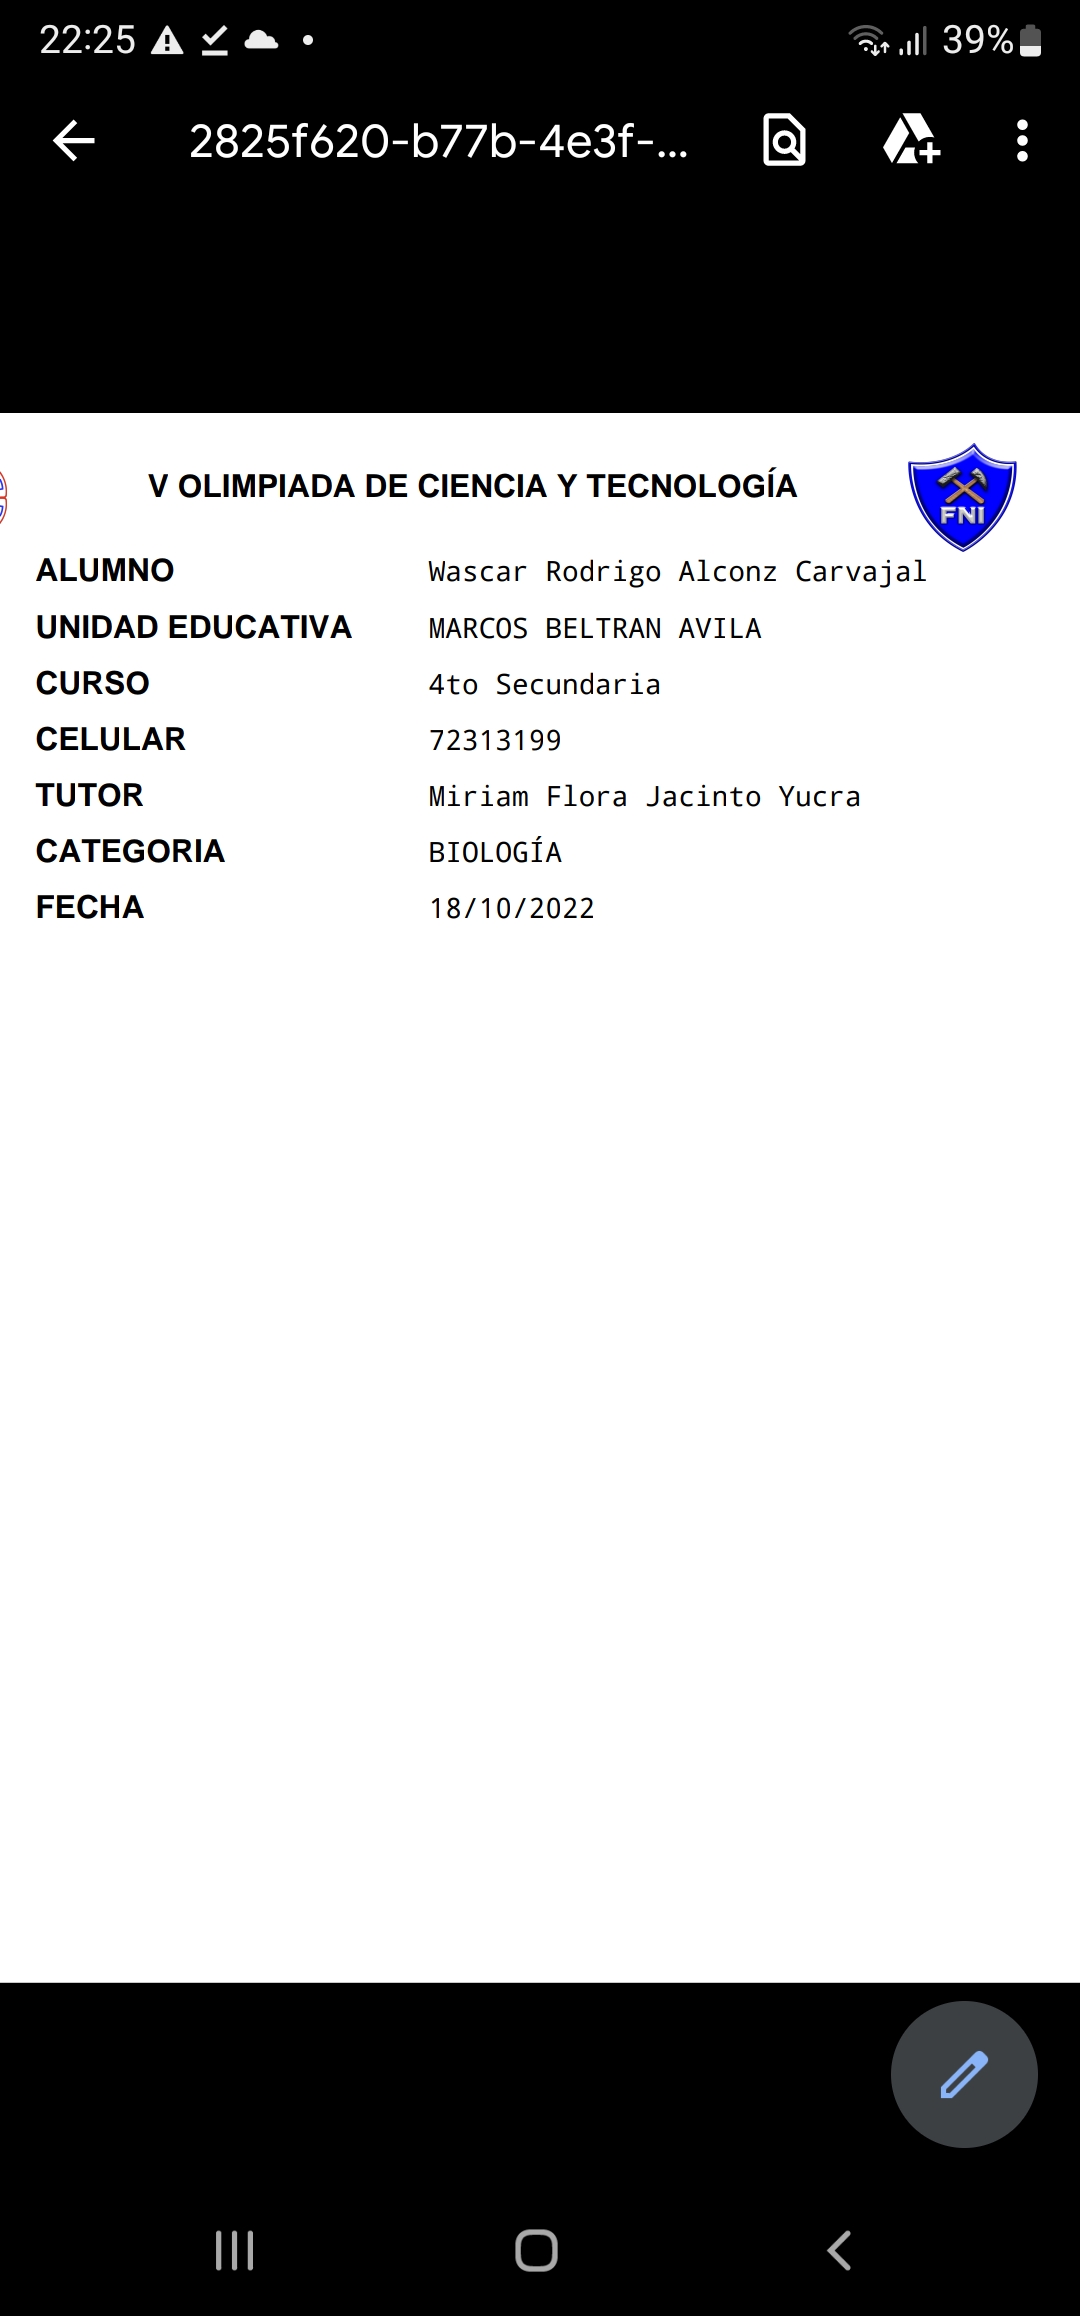 22:25 39%
2825f620-b77b-4e3f-...
V OLIMPIADA DE CIENCIA Y TECNOLOGÍA
FNI
ALUMNO Wascar Rodrigo Alconz Carvajal
UNIDAD EDUCATIVA MARCOS BELTRAN AVILA
CURSO 4to Secundaria
CELULAR 72313199
TUTOR Miriam Flora Jacinto Yucra
CATEGORIA BIOLOGÍA
FECHA 18/10/2022